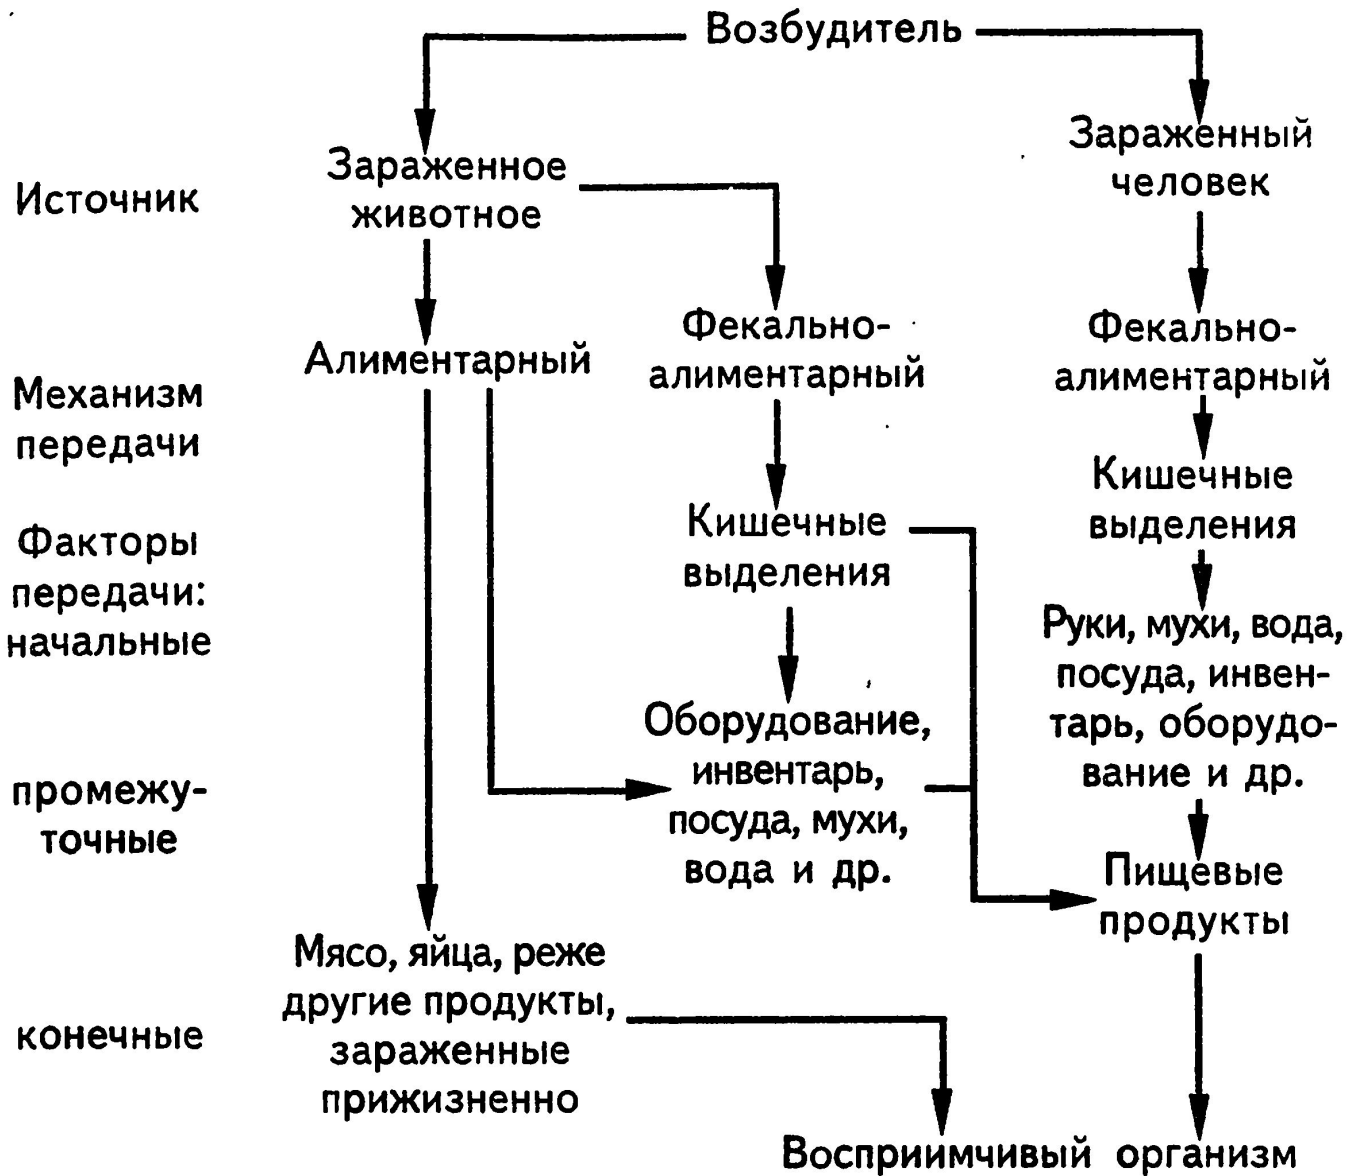 Возбудитель
Источник
Зараженное
животное
Зараженный
человек
Механизм
передачи
Алиментарный
Фекально-
алиментарный
Фекально-
алиментарный
Факторы
передачи:
начальные
Кишечные
выделения
Кишечные
выделения
промежу-
точные
Оборудование,
инвентарь,
посуда, мухи,
вода и др.
Руки, мухи, вода,
посуда, инвен-
тарь, оборудо-
вание и др.
конечные
Мясо, яйца, реже
другие продукты,
зараженные
прижизненно
Пищевые
продукты
Восприимчивый организм